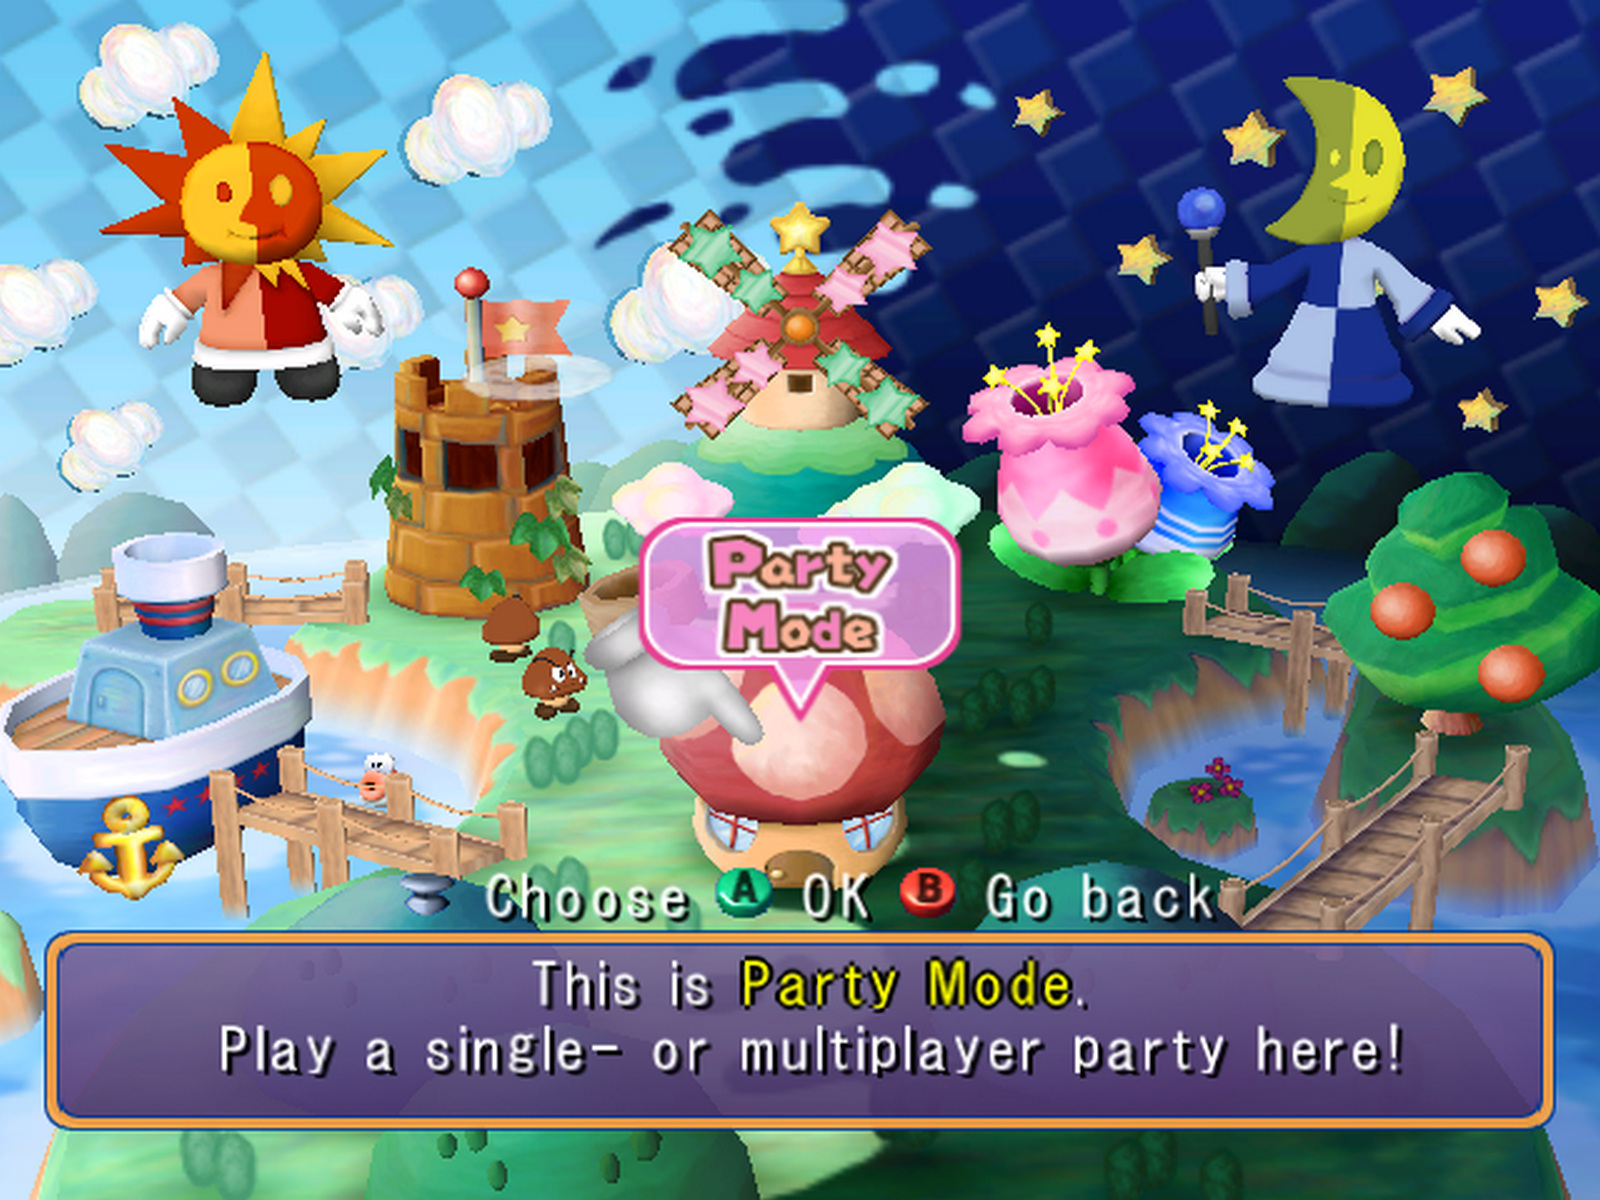 Party
Mode
Choose A OK B Go back
This is Party Mode.
Play a single- or multiplayer party here!